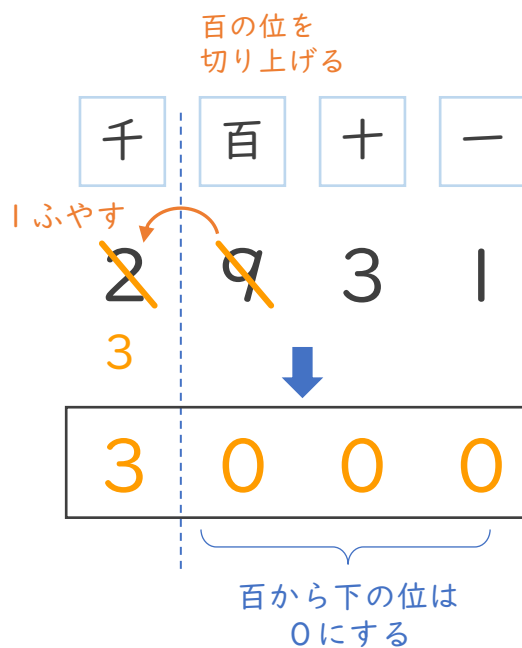 百の位を
切り上げる
千 百 十 一
1ふやす
2 9 3 1
3
3 0 0 0
百から下の位は
0にする